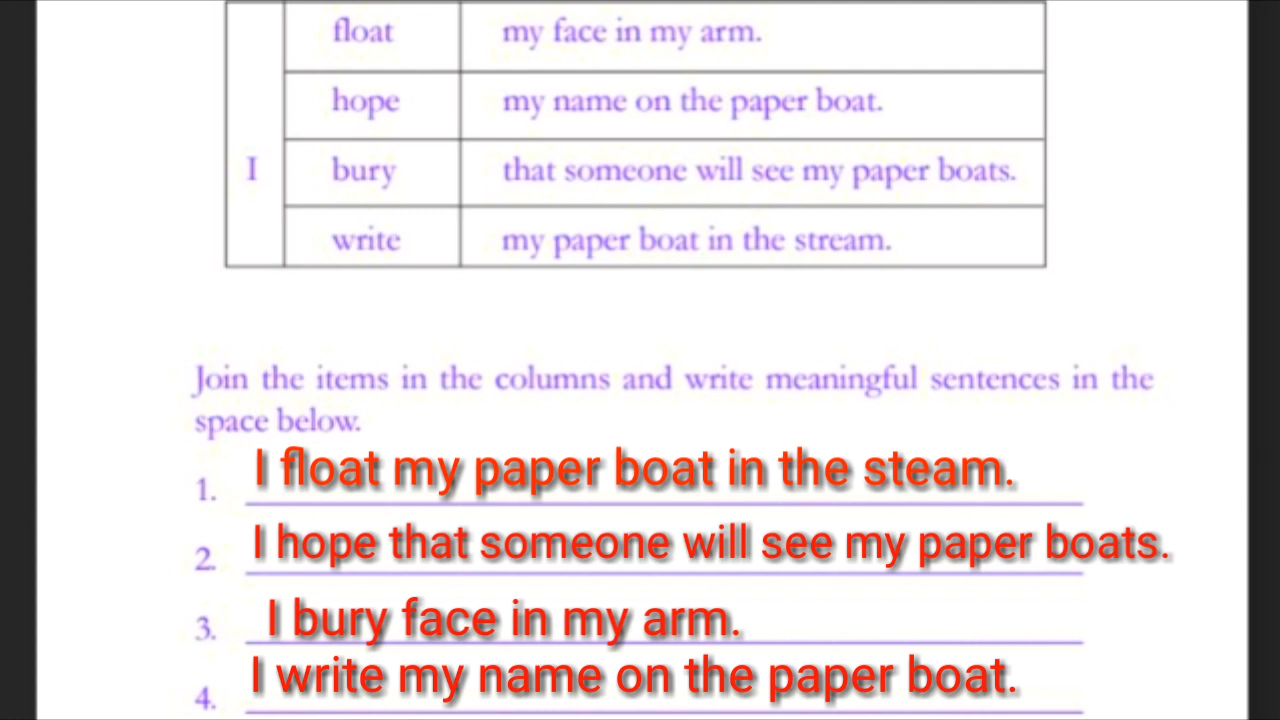 float my face in my arm.
hope my name on the paper boat.
I bury that someone will see my paper boats.
write my paper boat in the stream.
Join the items in the columns and write meaningful sentences in the
space below.
1. I float my paper boat in the steam.
2. I hope that someone will see my paper boats.
3. I bury face in my arm.
4. I write my name on the paper boat.